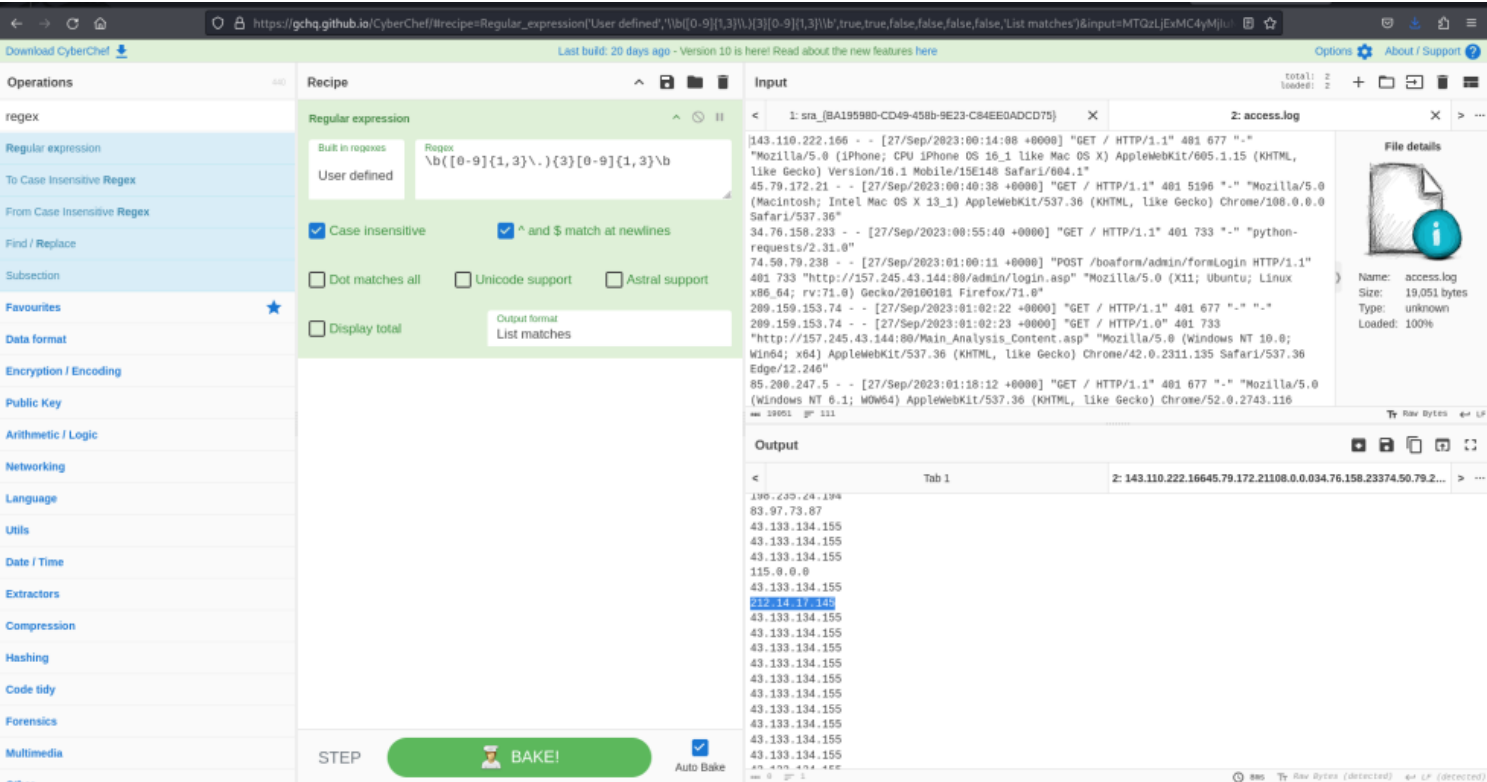 https://gchq.github.io/CyberChef/#recipe=Regular_expression('User defined','\\b([0-9]{1,3}\\.){3}[0-9]{1,3}\\b',true,true,false,false,false,false,'List matches')&input=MTQzLjExMC4yMjIu
Download CyberChef
Last build: 20 days ago - Version 10 is here! Read about the new features here
Options
About / Support
Operations
440
Recipe
Input
total: 2
loaded: 2
regex
Regular expression
To Case Insensitive Regex
From Case Insensitive Regex
Find / Replace
Subsection
Favourites
Data format
Encryption / Encoding
Public Key
Arithmetic / Logic
Networking
Language
Utils
Date / Time
Extractors
Compression
Hashing
Code tidy
Forensics
Multimedia
Regular expression
Built in regexes
User defined
Regex
\b([0-9]{1,3}\.){3}[0-9]{1,3}\b
Case insensitive
^ and $ match at newlines
Dot matches all
Unicode support
Astral support
Display total
Output format
List matches
STEP
BAKE!
Auto Bake
1: sra_{BA195980-CD49-458b-9E23-C84EE0ADCD75}
2: access.log
143.110.222.166 - - [27/Sep/2023:00:14:08 +0000] "GET / HTTP/1.1" 401 677 "-"
"Mozilla/5.0 (iPhone; CPU iPhone OS 16_1 like Mac OS X) AppleWebKit/605.1.15 (KHTML,
like Gecko) Version/16.1 Mobile/15E148 Safari/604.1"
45.79.172.21 - - [27/Sep/2023:00:40:38 +0000] "GET / HTTP/1.1" 401 5196 "-" "Mozilla/5.0
(Macintosh; Intel Mac OS X 13_1) AppleWebKit/537.36 (KHTML, like Gecko) Chrome/108.0.0.0
Safari/537.36"
34.76.158.233 - - [27/Sep/2023:00:55:40 +0000] "GET / HTTP/1.1" 401 733 "-" "python-
requests/2.31.0"
74.50.79.238 - - [27/Sep/2023:01:00:11 +0000] "POST /boaform/admin/formLogin HTTP/1.1"
401 733 "http://157.245.43.144:80/admin/login.asp" "Mozilla/5.0 (X11; Ubuntu; Linux
x86_64; rv:71.0) Gecko/20100101 Firefox/71.0"
209.159.153.74 - - [27/Sep/2023:01:02:22 +0000] "GET / HTTP/1.1" 401 677 "-" "-"
209.159.153.74 - - [27/Sep/2023:01:02:23 +0000] "GET / HTTP/1.0" 401 733
"http://157.245.43.144:80/Main_Analysis_Content.asp" "Mozilla/5.0 (Windows NT 10.0;
Win64; x64) AppleWebKit/537.36 (KHTML, like Gecko) Chrome/42.0.2311.135 Safari/537.36
Edge/12.246"
85.208.247.5 - - [27/Sep/2023:01:18:12 +0000] "GET / HTTP/1.1" 401 677 "-" "Mozilla/5.0
(Windows NT 6.1; WOW64) AppleWebKit/537.36 (KHTML, like Gecko) Chrome/52.0.2743.116
File details
Name: access.log
Size: 19,051 bytes
Type: unknown
Loaded: 100%
19051
111
Raw Bytes
LF
Output
Tab 1
2: 143.110.222.16645.79.172.21108.0.0.034.76.158.23374.50.79.2...
198.235.24.194
83.97.73.87
43.133.134.155
43.133.134.155
43.133.134.155
115.0.0.0
43.133.134.155
212.14.17.145
43.133.134.155
43.133.134.155
43.133.134.155
43.133.134.155
43.133.134.155
43.133.134.155
43.133.134.155
43.133.134.155
43.133.134.155
43.133.134.155
43.133.134.155
0
1
Raw Bytes (detected)
LF (detected)